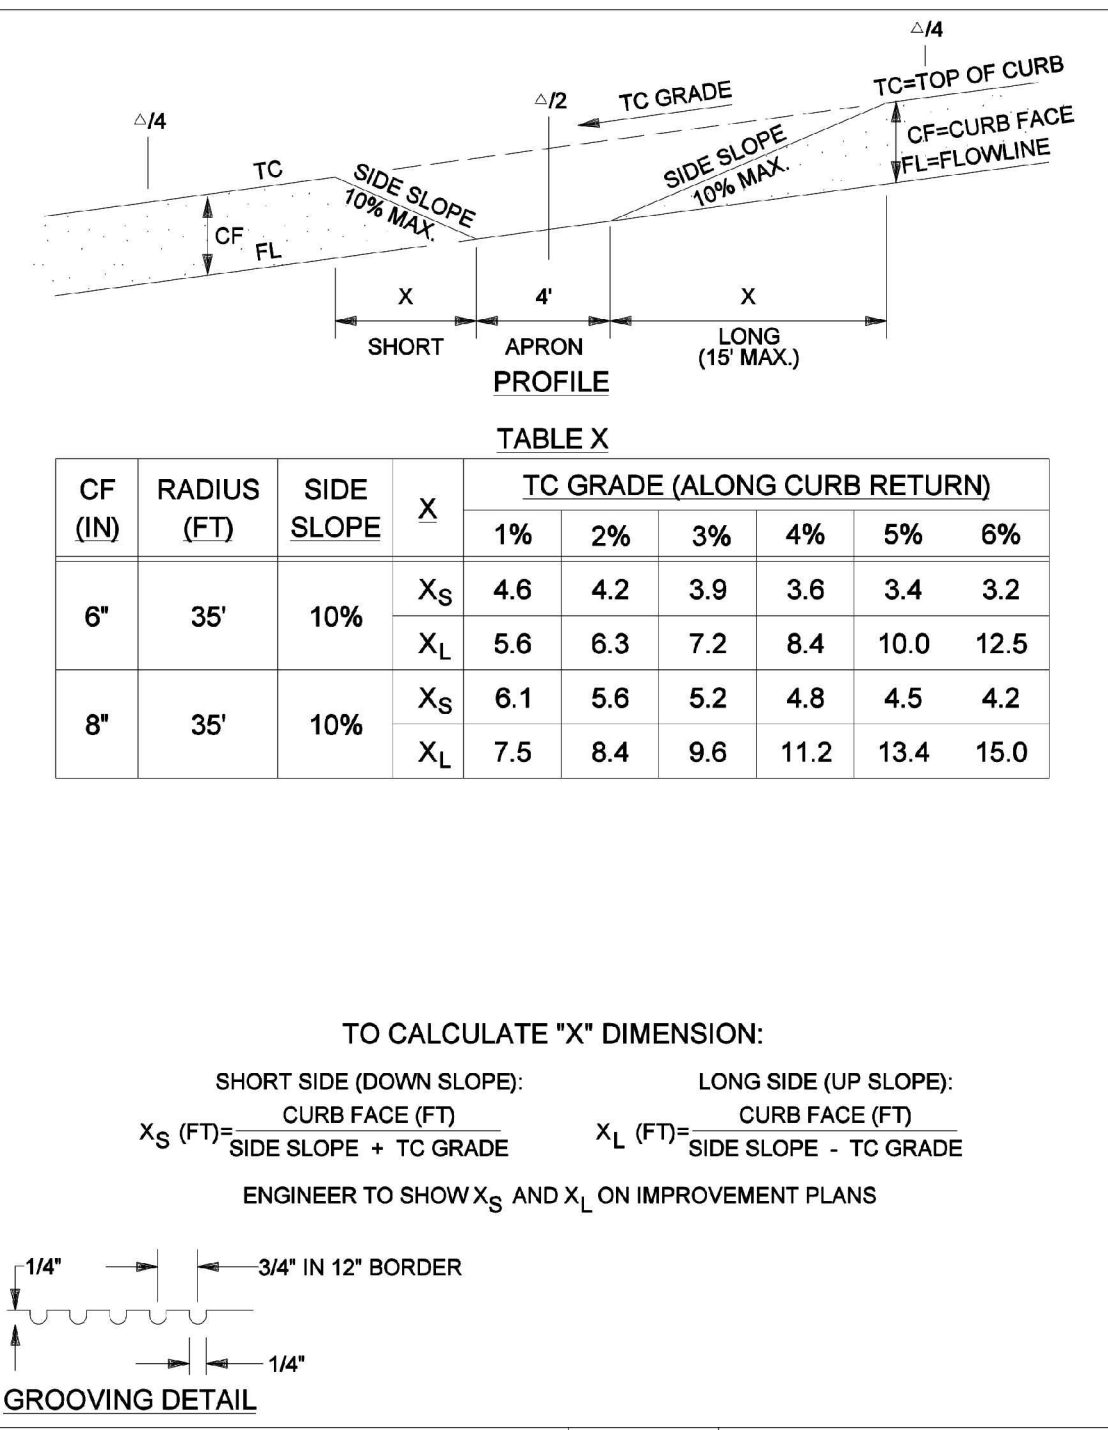 △/4
TC=TOP OF CURB
△/2
TC GRADE
△/4
CF=CURB FACE
FL=FLOWLINE
TC
SIDE SLOPE
10% MAX.
SIDE SLOPE
10% MAX.
CF
FL
X
4'
X
SHORT
APRON
LONG
(15' MAX.)
PROFILE
TABLE X
CF (IN) RADIUS (FT) SIDE SLOPE X TC GRADE (ALONG CURB RETURN)
1% 2% 3% 4% 5% 6%
6" 35' 10% XS 4.6 4.2 3.9 3.6 3.4 3.2
XL 5.6 6.3 7.2 8.4 10.0 12.5
8" 35' 10% XS 6.1 5.6 5.2 4.8 4.5 4.2
XL 7.5 8.4 9.6 11.2 13.4 15.0
TO CALCULATE "X" DIMENSION:
SHORT SIDE (DOWN SLOPE):
CURB FACE (FT)
XS (FT)=
SIDE SLOPE + TC GRADE
LONG SIDE (UP SLOPE):
CURB FACE (FT)
XL (FT)=
SIDE SLOPE - TC GRADE
ENGINEER TO SHOW XS AND XL ON IMPROVEMENT PLANS
1/4"
3/4" IN 12" BORDER
1/4"
GROOVING DETAIL